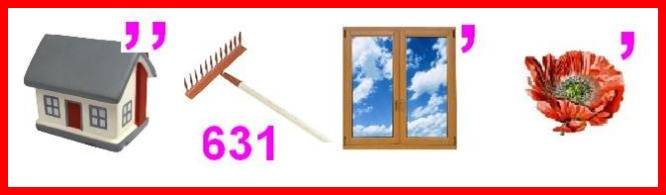 ,,
,
,
631